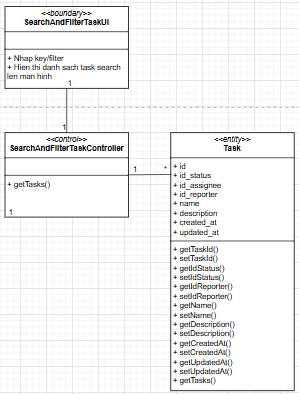 <<boundary>>
SearchAndFilterTaskUI
+ Nhap key/filter
+ Hien thi danh sach task search
len man hinh
1
1
<<control>>
SearchAndFilterTaskController
+ getTasks()
1
1
*
<<entity>>
Task
+ id
+ id_status
+ id_assignee
+ id_reporter
+ name
+ description
+ created_at
+ updated_at
+ getTaskId()
+ setTaskId()
+ getIdStatus()
+ setIdStatus()
+ getIdReporter()
+ setIdReporter()
+ getName()
+ setName()
+ getDescription()
+ setDescription()
+ getCreatedAt()
+ setCreatedAt()
+ getUpdatedAt()
+ setUpdatedAt()
+ getTasks()